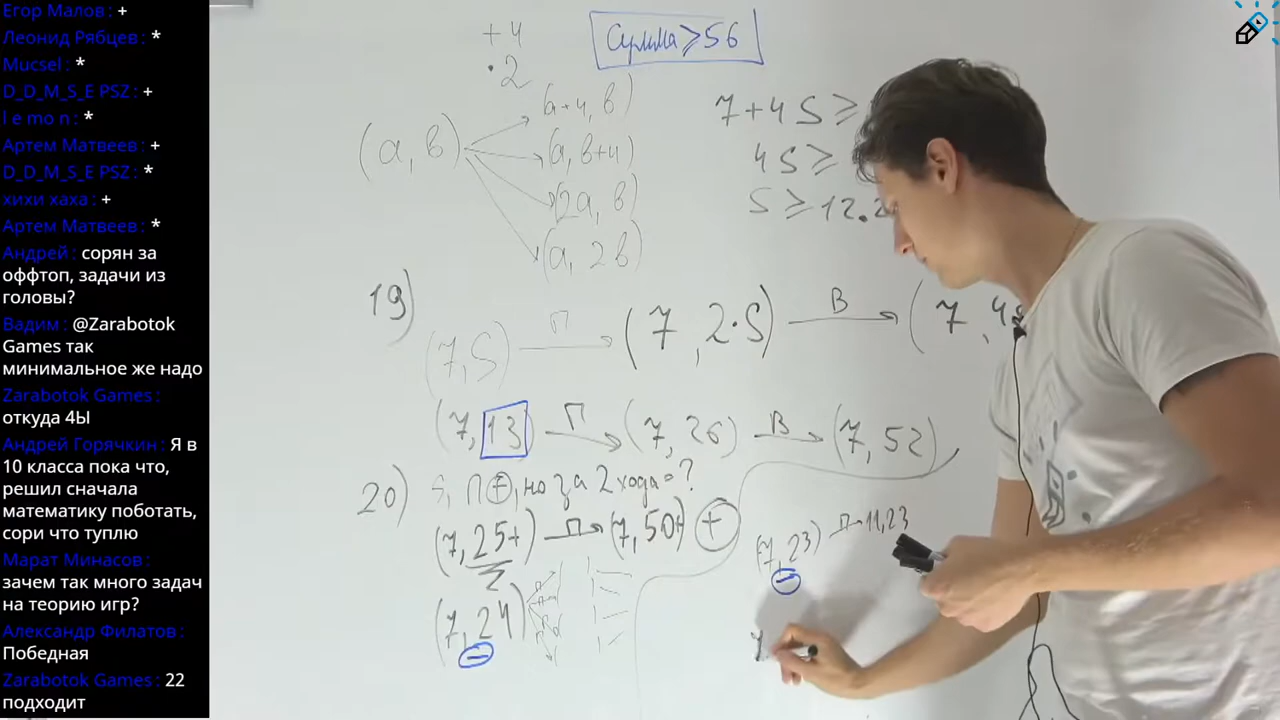 Егор Малов : +
Леонид Рябцев : *
Mucsel : *
D_D_M_S_E PSZ : +
l e m o n : *
Артем Матвеев : +
D_D_M_S_E PSZ : *
хихи хаха : +
Артем Матвеев : *
Андрей : сорян за
оффтоп, задачи из
головы?
Вадим : @Zarabotok
Games так
минимальное же надо
Zarabotok Games :
откуда 4Ы
Андрей Горячкин : Я в
10 класса пока что,
решил сначала
математику поботать,
сори что туплю
Марат Минасов :
зачем так много задач
на теорию игр?
Александр Филатов :
Победная
Zarabotok Games : 22
подходит
+4
·2
Сумма ⩾ 56
(a, b)
(a+4, b)
(a, b+4)
(2a, b)
(a, 2b)
7+4S ⩾
4S ⩾
S ⩾ 12.2
19)
(7, S) П (7, 2·S) В (7, 4S
(7, 13) П (7, 26) В (7, 52)
20) S, П +, но за 2 хода = ?
(7, 25+) П (7, 50+) +
(7, 24)
−
(7, 23) П 11, 23
−
7